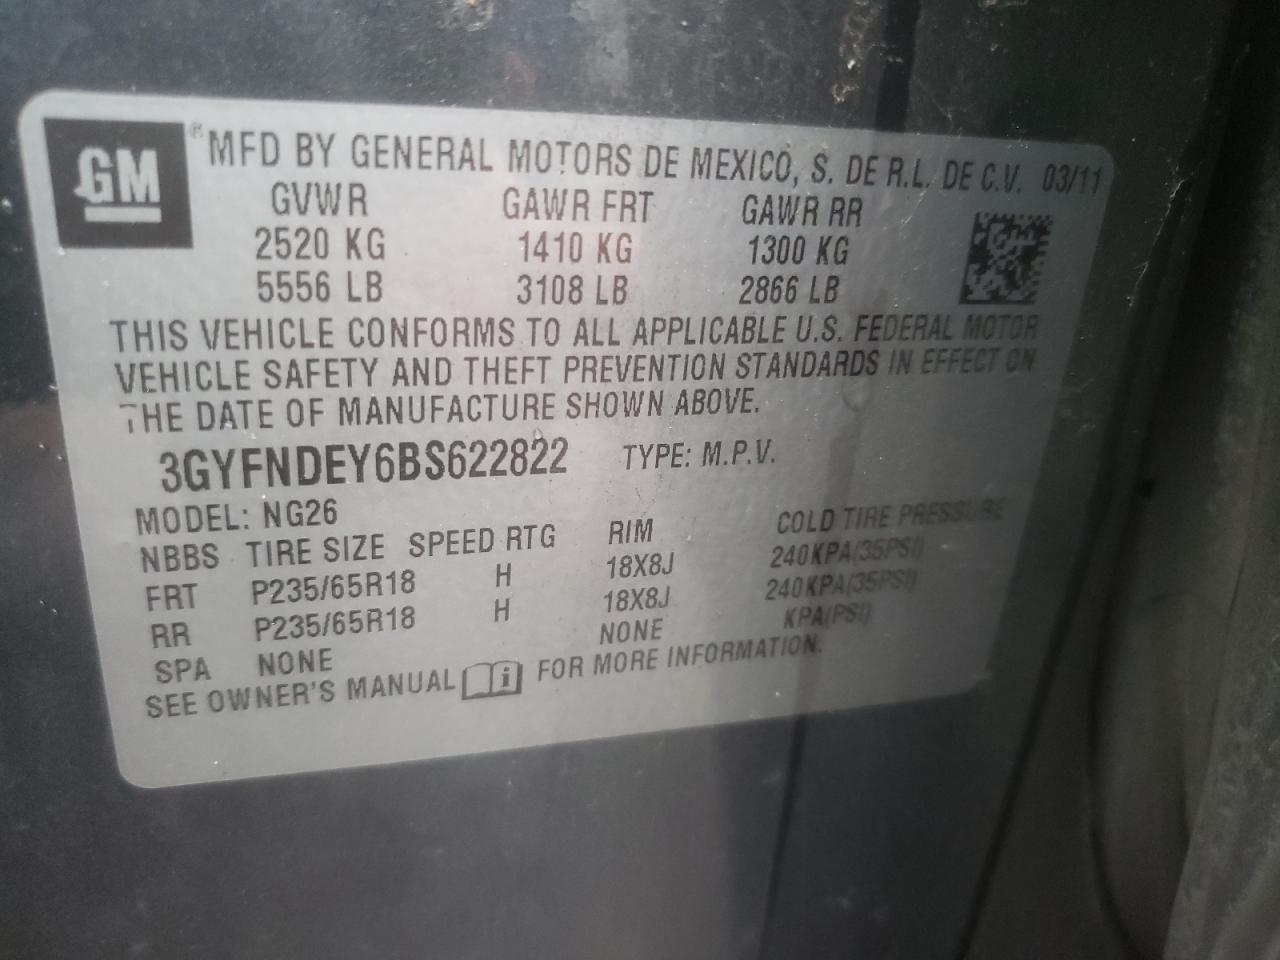 GM
® MFD BY GENERAL MOTORS DE MEXICO, S. DE R.L. DE C.V. 03/11
GVWR GAWR FRT GAWR RR
2520 KG 1410 KG 1300 KG
5556 LB 3108 LB 2866 LB
THIS VEHICLE CONFORMS TO ALL APPLICABLE U.S. FEDERAL MOTOR
VEHICLE SAFETY AND THEFT PREVENTION STANDARDS IN EFFECT ON
THE DATE OF MANUFACTURE SHOWN ABOVE.
3GYFNDEY6BS622822 TYPE: M.P.V.
MODEL: NG26
NBBS TIRE SIZE SPEED RTG RIM COLD TIRE PRESSURE
FRT P235/65R18 H 18X8J 240KPA(35PSI)
RR P235/65R18 H 18X8J 240KPA(35PSI)
SPA NONE NONE KPA(PSI)
SEE OWNER'S MANUAL i FOR MORE INFORMATION.